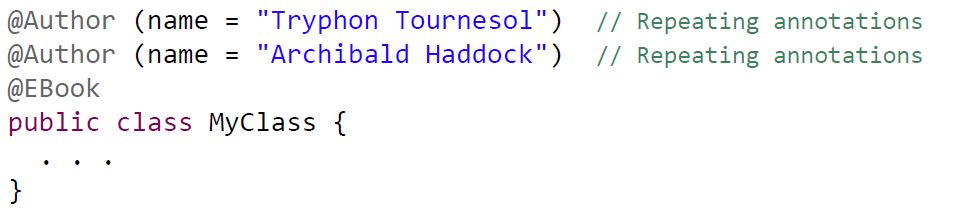 @Author (name = "Tryphon Tournesol")  // Repeating annotations
@Author (name = "Archibald Haddock")  // Repeating annotations
@EBook
public class MyClass {
  . . .
}